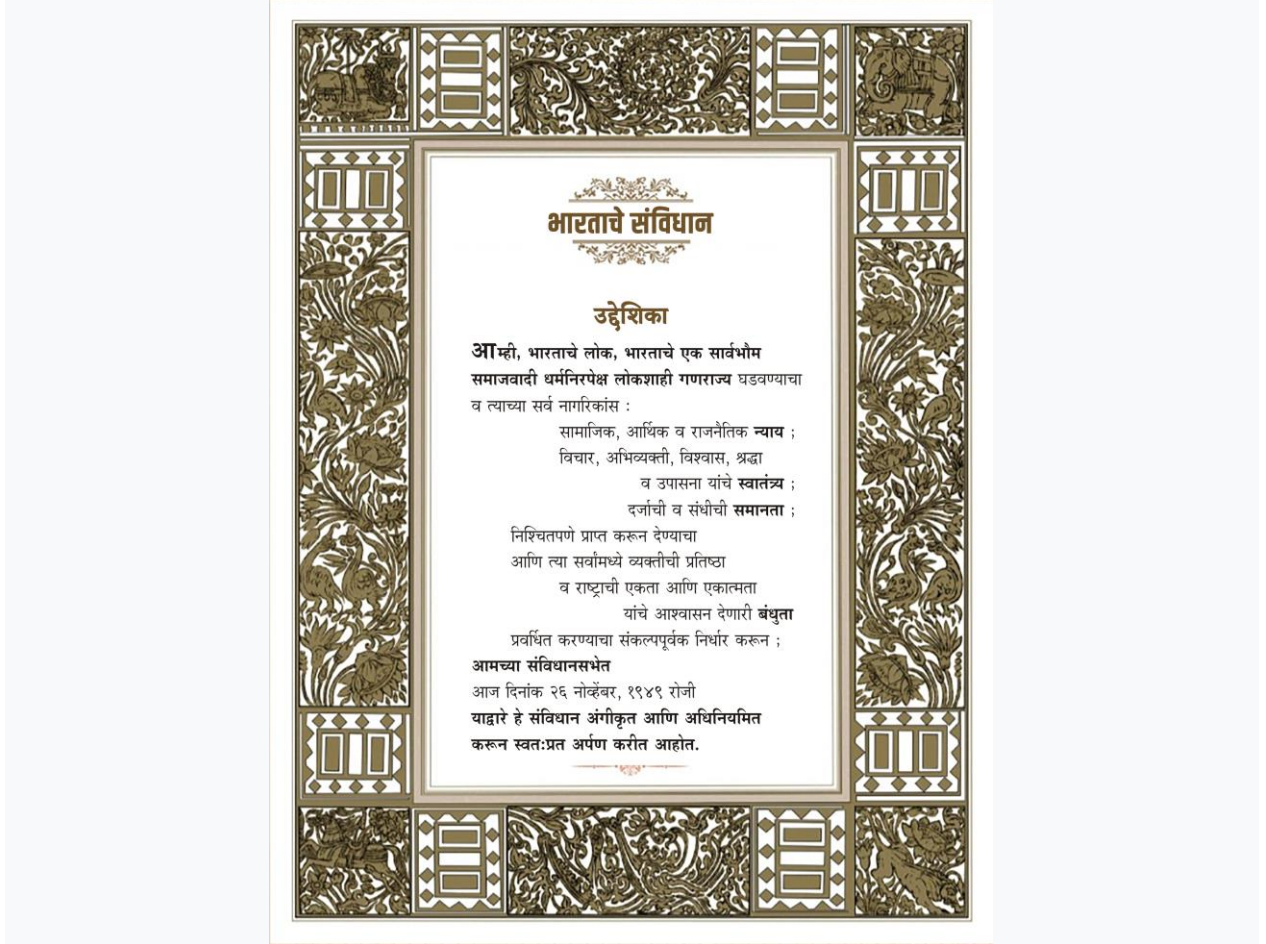 भारताचे संविधान
उद्देशिका
आम्ही, भारताचे लोक, भारताचे एक सार्वभौम
समाजवादी धर्मनिरपेक्ष लोकशाही गणराज्य घडवण्याचा
व त्याच्या सर्व नागरिकांस :
सामाजिक, आर्थिक व राजनैतिक न्याय ;
विचार, अभिव्यक्ती, विश्वास, श्रद्धा
व उपासना यांचे स्वातंत्र्य ;
दर्जाची व संधीची समानता ;
निश्चितपणे प्राप्त करून देण्याचा
आणि त्या सर्वांमध्ये व्यक्तीची प्रतिष्ठा
व राष्ट्राची एकता आणि एकात्मता
यांचे आश्वासन देणारी बंधुता
प्रवर्धित करण्याचा संकल्पपूर्वक निर्धार करून ;
आमच्या संविधानसभेत
आज दिनांक २६ नोव्हेंबर, १९४९ रोजी
याद्वारे हे संविधान अंगीकृत आणि अधिनियमित
करून स्वतःप्रत अर्पण करीत आहोत.